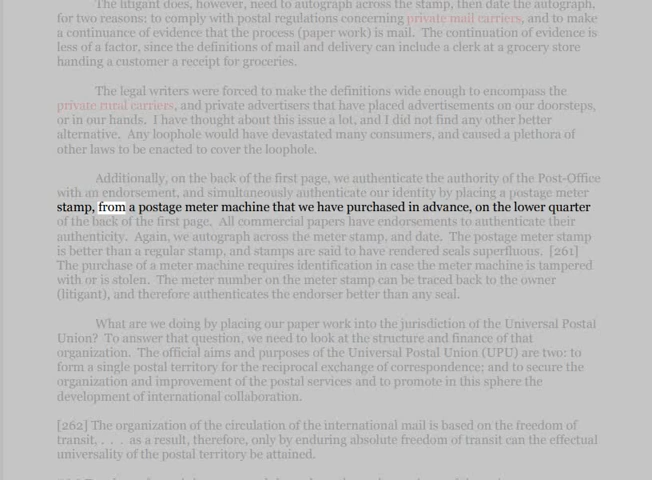 The litigant does, however, need to autograph across the stamp, then date the autograph,
for two reasons: to comply with postal regulations concerning private mail carriers, and to make
a continuance of evidence that the process (paper work) is mail. The continuation of evidence is
less of a factor, since the definitions of mail and delivery can include a clerk at a grocery store
handing a customer a receipt for groceries.
The legal writers were forced to make the definitions wide enough to encompass the
private rural carriers, and private advertisers that have placed advertisements on our doorsteps,
or in our hands. I have thought about this issue a lot, and I did not find any other better
alternative. Any loophole would have devastated many consumers, and caused a plethora of
other laws to be enacted to cover the loophole.
Additionally, on the back of the first page, we authenticate the authority of the Post-Office
with an endorsement, and simultaneously authenticate our identity by placing a postage meter
stamp, from a postage meter machine that we have purchased in advance, on the lower quarter
of the back of the first page. All commercial papers have endorsements to authenticate their
authenticity. Again, we autograph across the meter stamp, and date. The postage meter stamp
is better than a regular stamp, and stamps are said to have rendered seals superfluous. [261]
The purchase of a meter machine requires identification in case the meter machine is tampered
with or is stolen. The meter number on the meter stamp can be traced back to the owner
(litigant), and therefore authenticates the endorser better than any seal.
What are we doing by placing our paper work into the jurisdiction of the Universal Postal
Union? To answer that question, we need to look at the structure and finance of that
organization. The official aims and purposes of the Universal Postal Union (UPU) are two: to
form a single postal territory for the reciprocal exchange of correspondence; and to secure the
organization and improvement of the postal services and to promote in this sphere the
development of international collaboration.
[262] The organization of the circulation of the international mail is based on the freedom of
transit, . . . as a result, therefore, only by enduring absolute freedom of transit can the effectual
universality of the postal territory be attained.